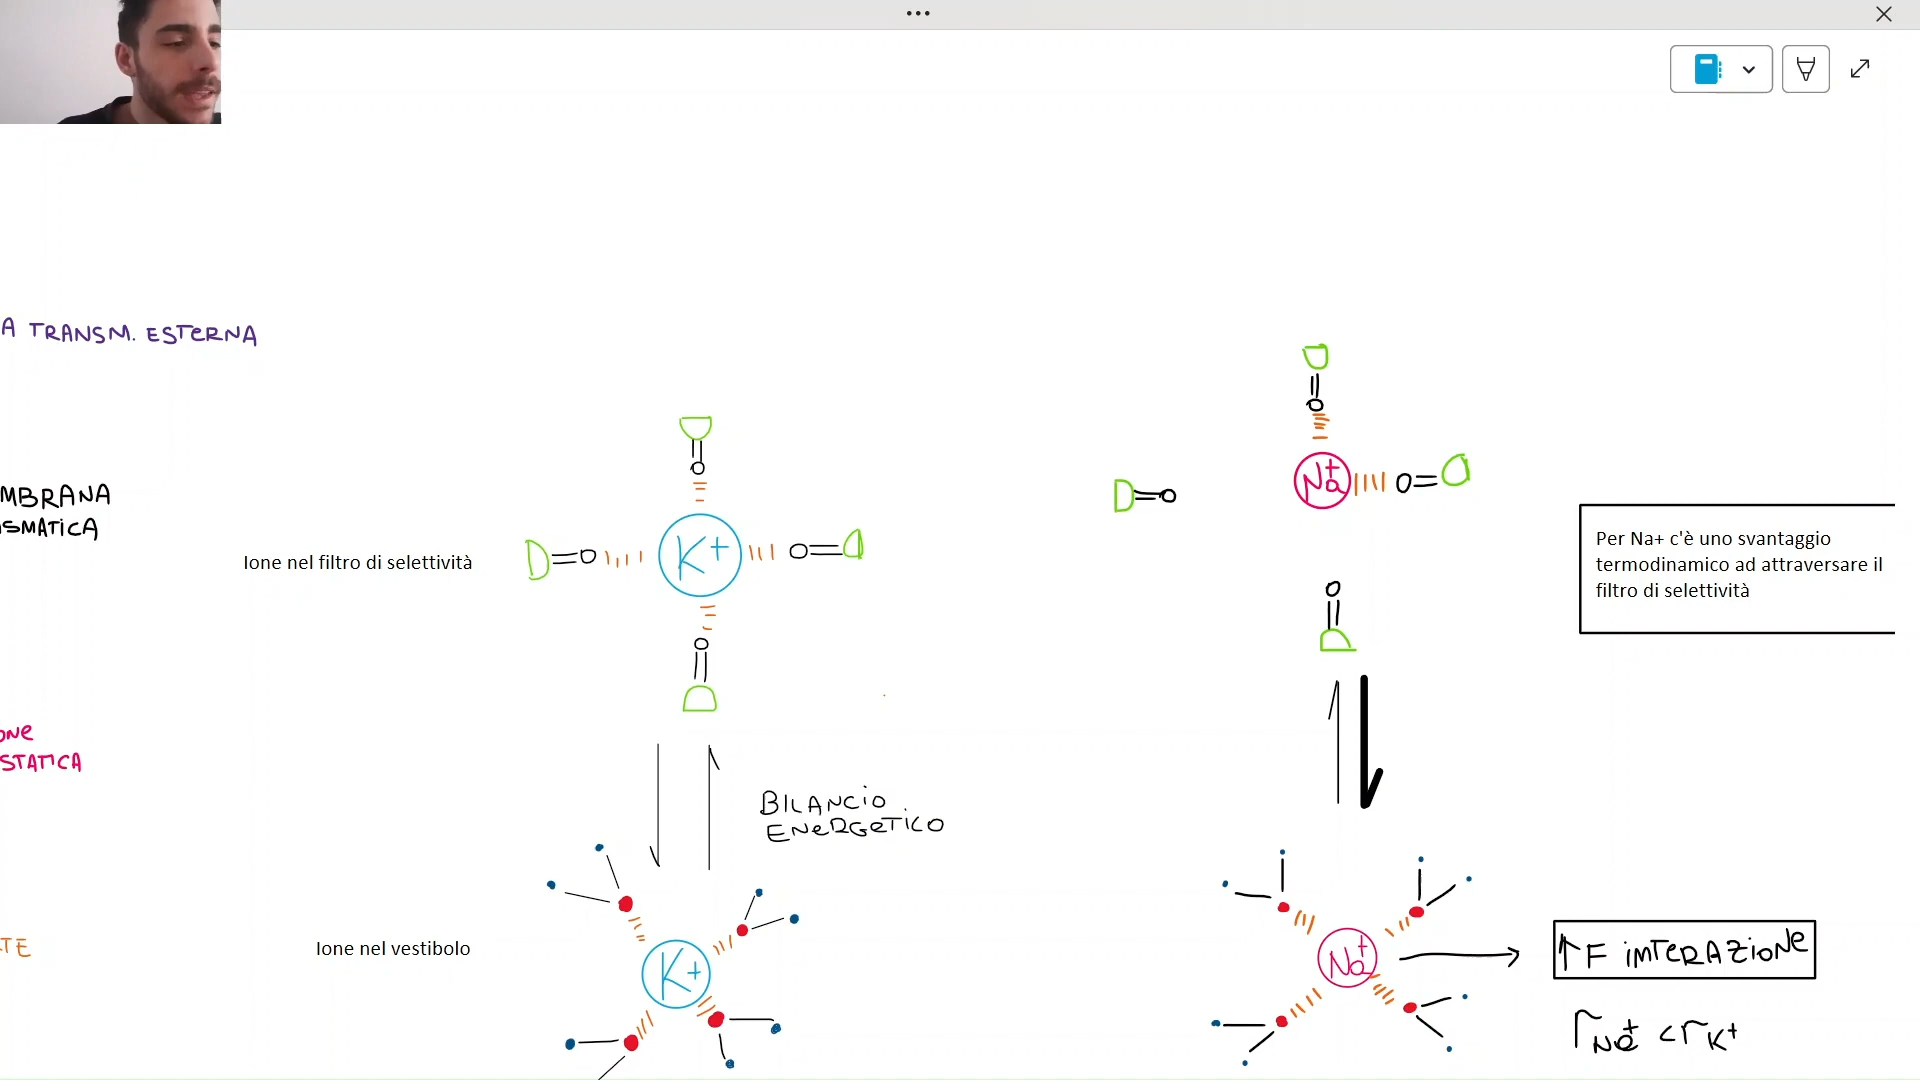 A TRANSM. ESTERNA
MBRANA
SMATICA
Ione nel filtro di selettività
ONE
STATICA
TE
Ione nel vestibolo
O
O
K+
O
O
BILANCIO
ENERGETICO
K+
O
O
Na+
O
O
Per Na+ c'è uno svantaggio
termodinamico ad attraversare il
filtro di selettività
Na+
↑F INTERAZIONE
rNa+ < rK+